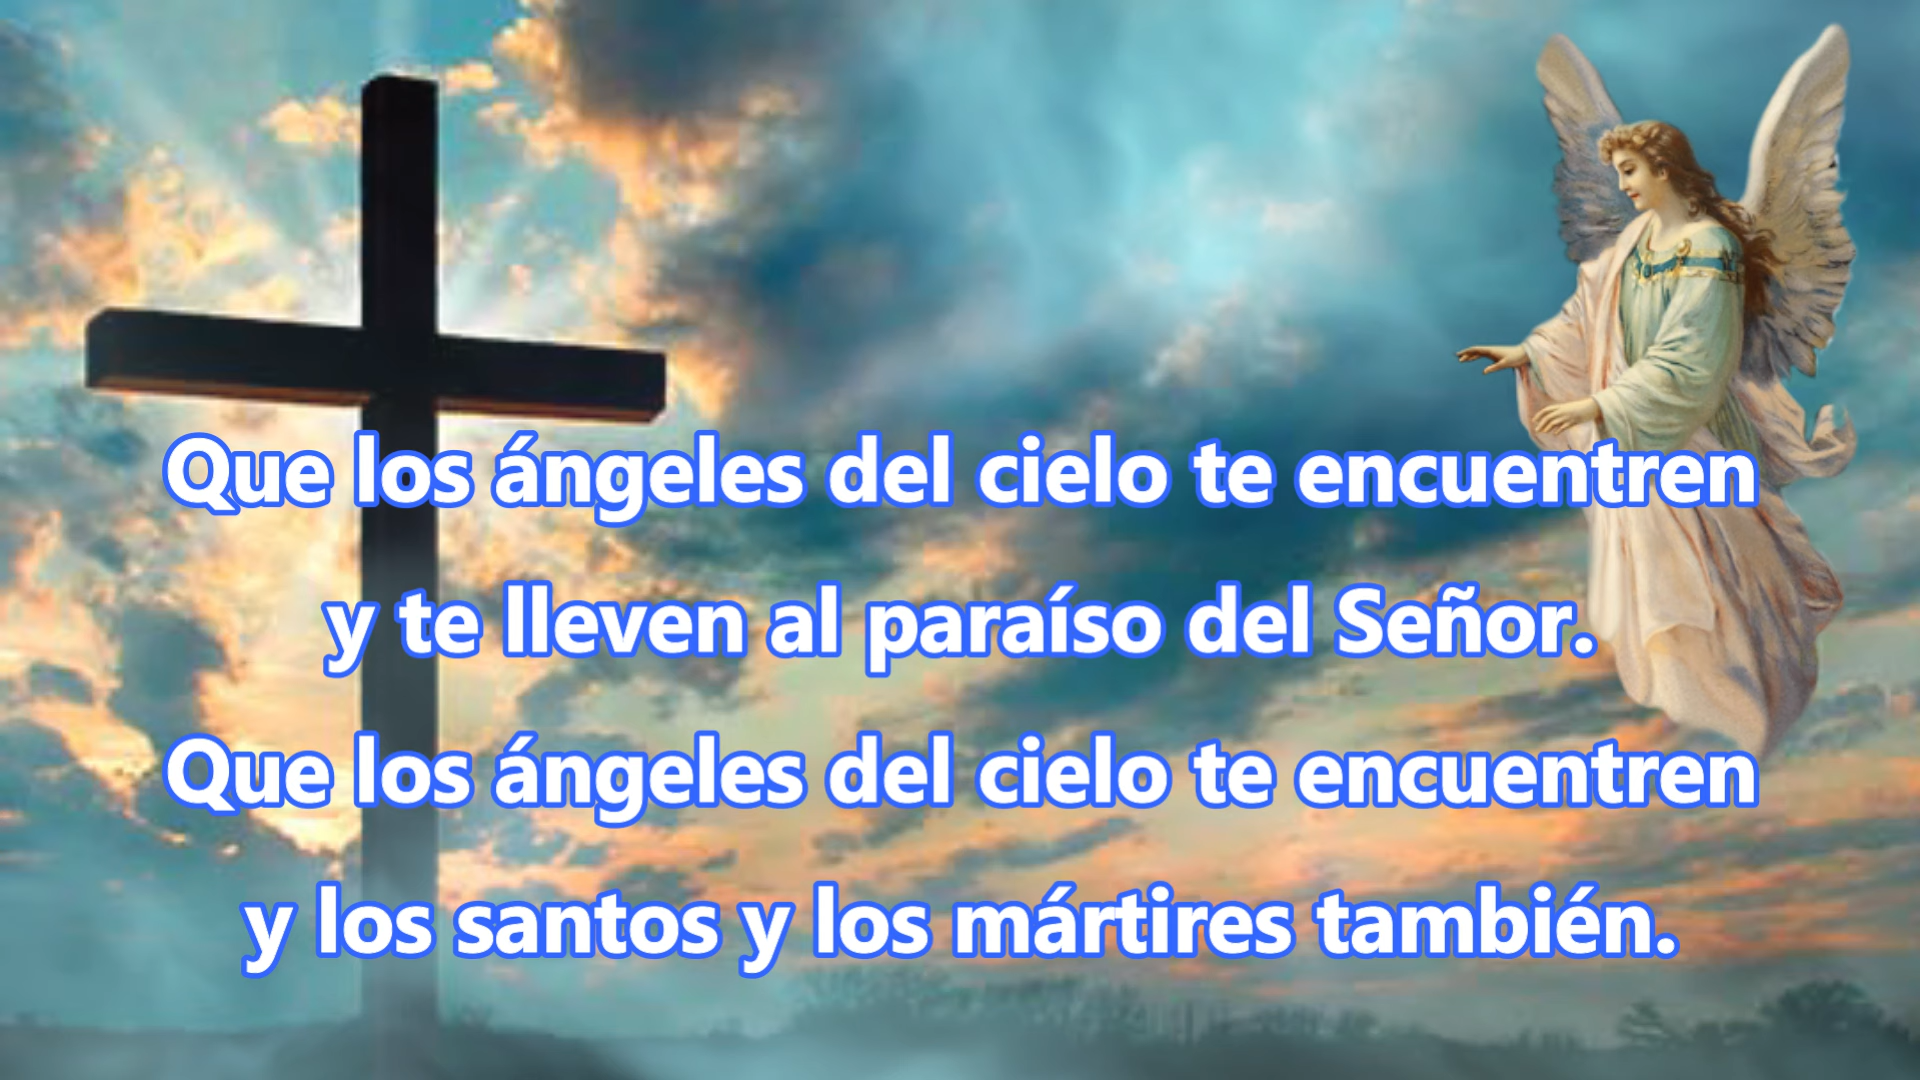 Que los ángeles del cielo te encuentren
y te lleven al paraíso del Señor.
Que los ángeles del cielo te encuentren
y los santos y los mártires también.